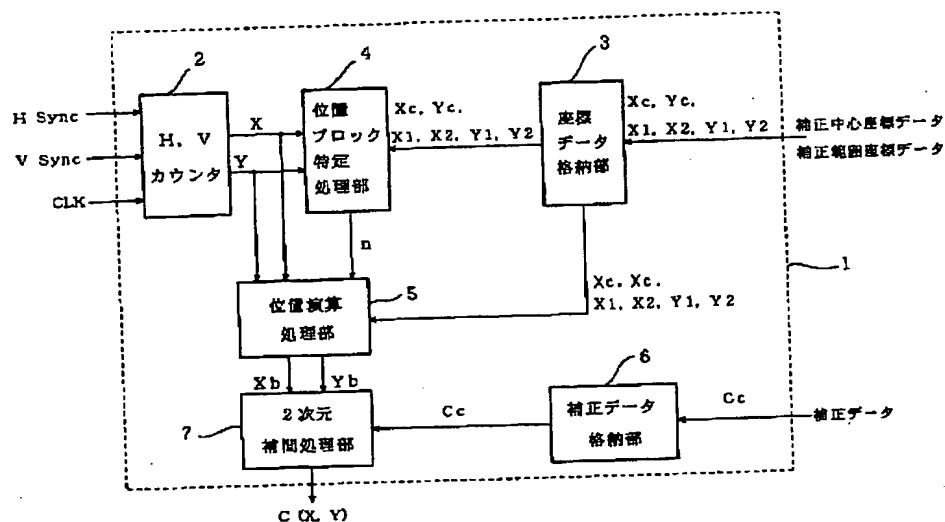 2
4
3
H Sync
V Sync
CLK
H, V
カウンタ
X
Y
位置
ブロック
特定
処理部
Xc, Yc,
X1, X2, Y1, Y2
座標
データ
格納部
Xc, Yc,
X1, X2, Y1, Y2
補正中心座標データ
補正範囲座標データ
n
1
位置演算
処理部
5
Xc, Xc,
X1, X2, Y1, Y2
Xb
Yb
6
7
2次元
補間処理部
Cc
補正データ
格納部
Cc
補正データ
C (X, Y)